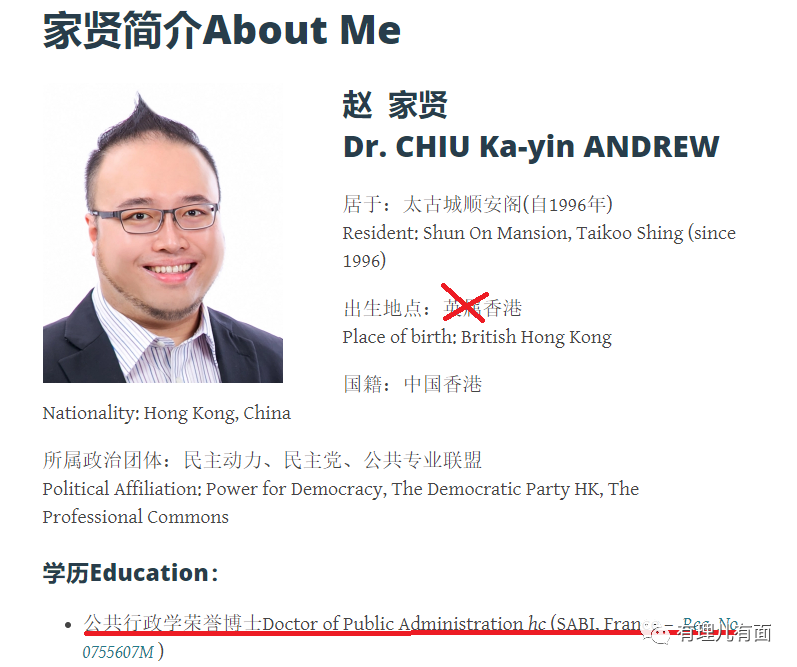 家贤简介About Me
赵 家贤
Dr. CHIU Ka-yin ANDREW
居于：太古城顺安阁(自1996年)
Resident: Shun On Mansion, Taikoo Shing (since
1996)
出生地点：英属香港
Place of birth: British Hong Kong
国籍：中国香港
Nationality: Hong Kong, China
所属政治团体：民主动力、民主党、公共专业联盟
Political Affiliation: Power for Democracy, The Democratic Party HK, The
Professional Commons
学历Education：
公共行政学荣誉博士Doctor of Public Administration hc (SABI, France
0755607M )
有理儿有面